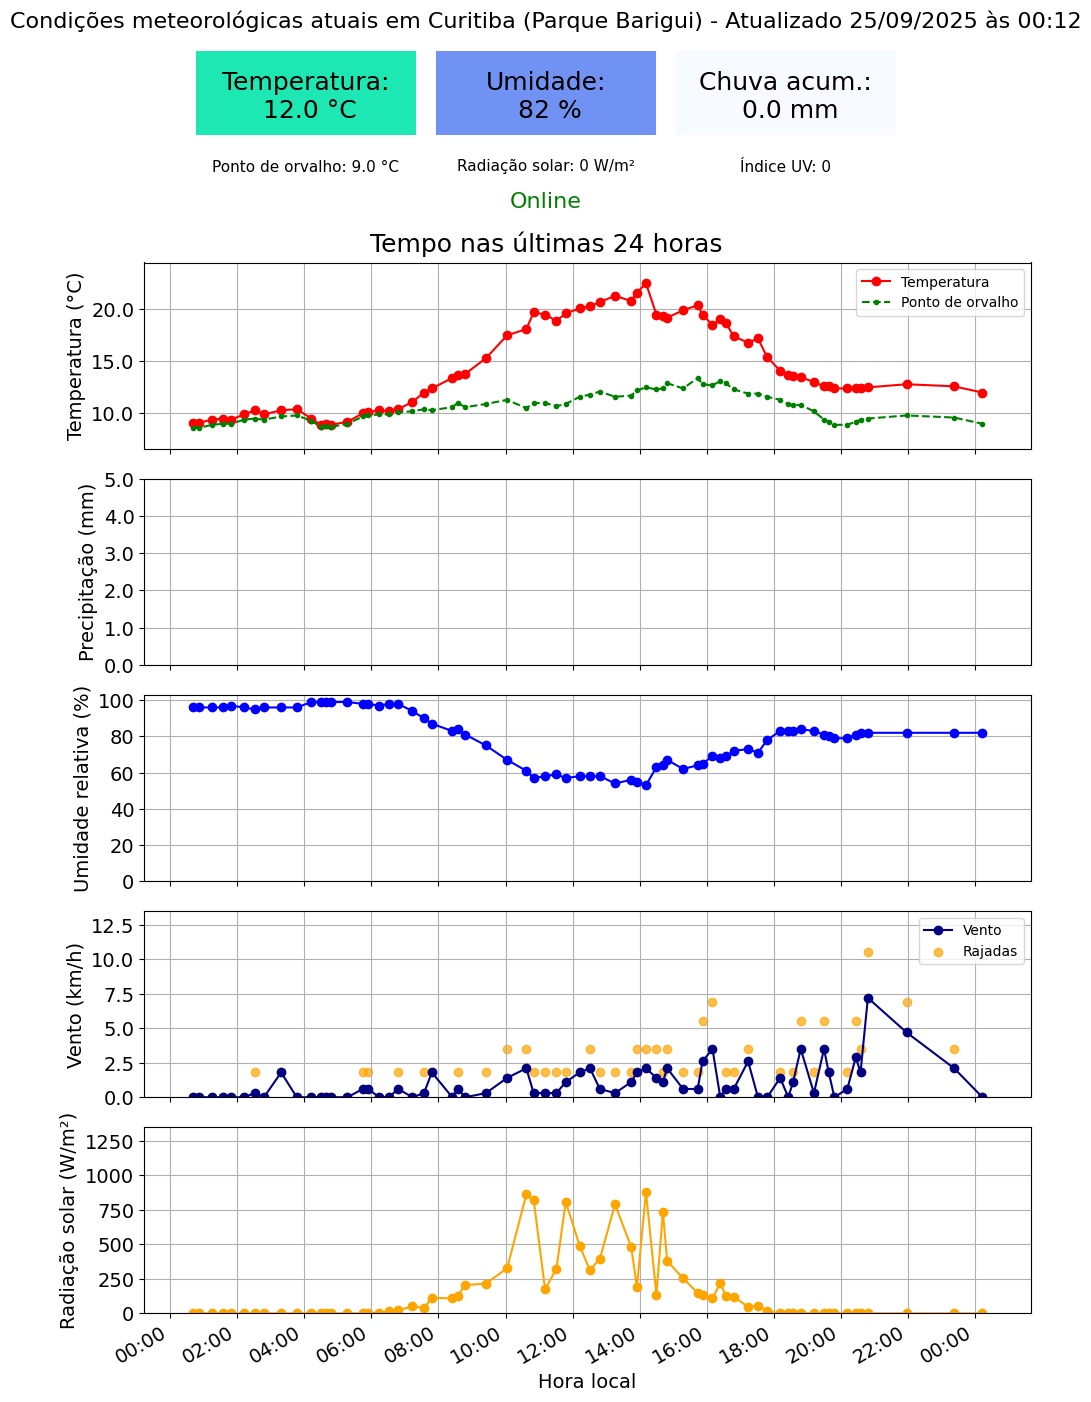 Condições meteorológicas atuais em Curitiba (Parque Barigui) - Atualizado 25/09/2025 às 00:12
Temperatura:
12.0 °C
Umidade:
82 %
Chuva acum.:
0.0 mm
Ponto de orvalho: 9.0 °C
Radiação solar: 0 W/m²
Índice UV: 0
Online
Tempo nas últimas 24 horas
Temperatura (°C)
20.0
15.0
10.0
Temperatura
Ponto de orvalho
Precipitação (mm)
5.0
4.0
3.0
2.0
1.0
0.0
Umidade relativa (%)
100
80
60
40
20
0
Vento (km/h)
12.5
10.0
7.5
5.0
2.5
0.0
Vento
Rajadas
Radiação solar (W/m²)
1250
1000
750
500
250
0
00:00
02:00
04:00
06:00
08:00
10:00
12:00
14:00
16:00
18:00
20:00
22:00
00:00
Hora local